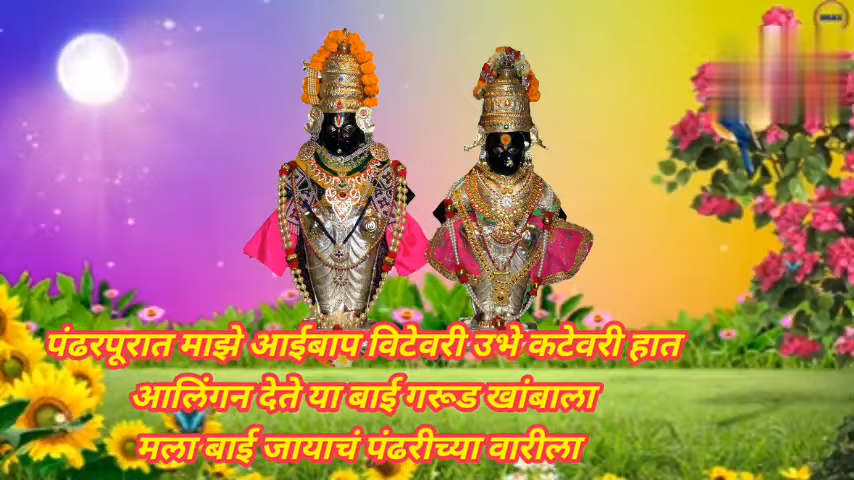 पंढरपूरात माझे आईबाप विटेवरी उभे कटेवरी हात
आलिंगन देते या बाई गरूड खांबाला
मला बाई जायाचं पंढरीच्या वारीला